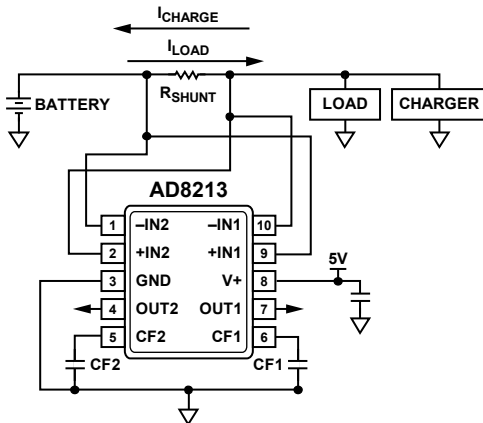 ICHARGE
ILOAD
RSHUNT
BATTERY
LOAD
CHARGER
AD8213
1 –IN2 –IN1 10
2 +IN2 +IN1 9
3 GND V+ 8
5V
4 OUT2 OUT1 7
5 CF2 CF1 6
CF2 CF1